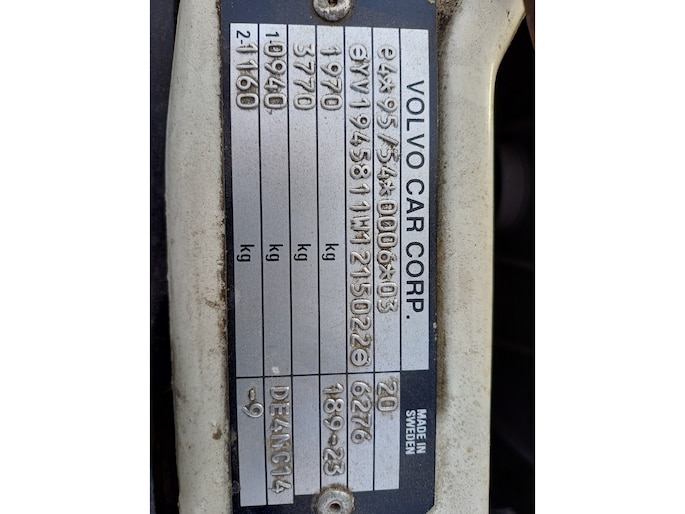 VOLVO CAR CORP.
MADE IN
SWEDEN
e4*95/54*0006*03 20
⊖YV1945811W1215022⊖ 6276
1970 kg 189-23
3770 kg
1-0940 kg DE4NC14
2-1160 kg -9